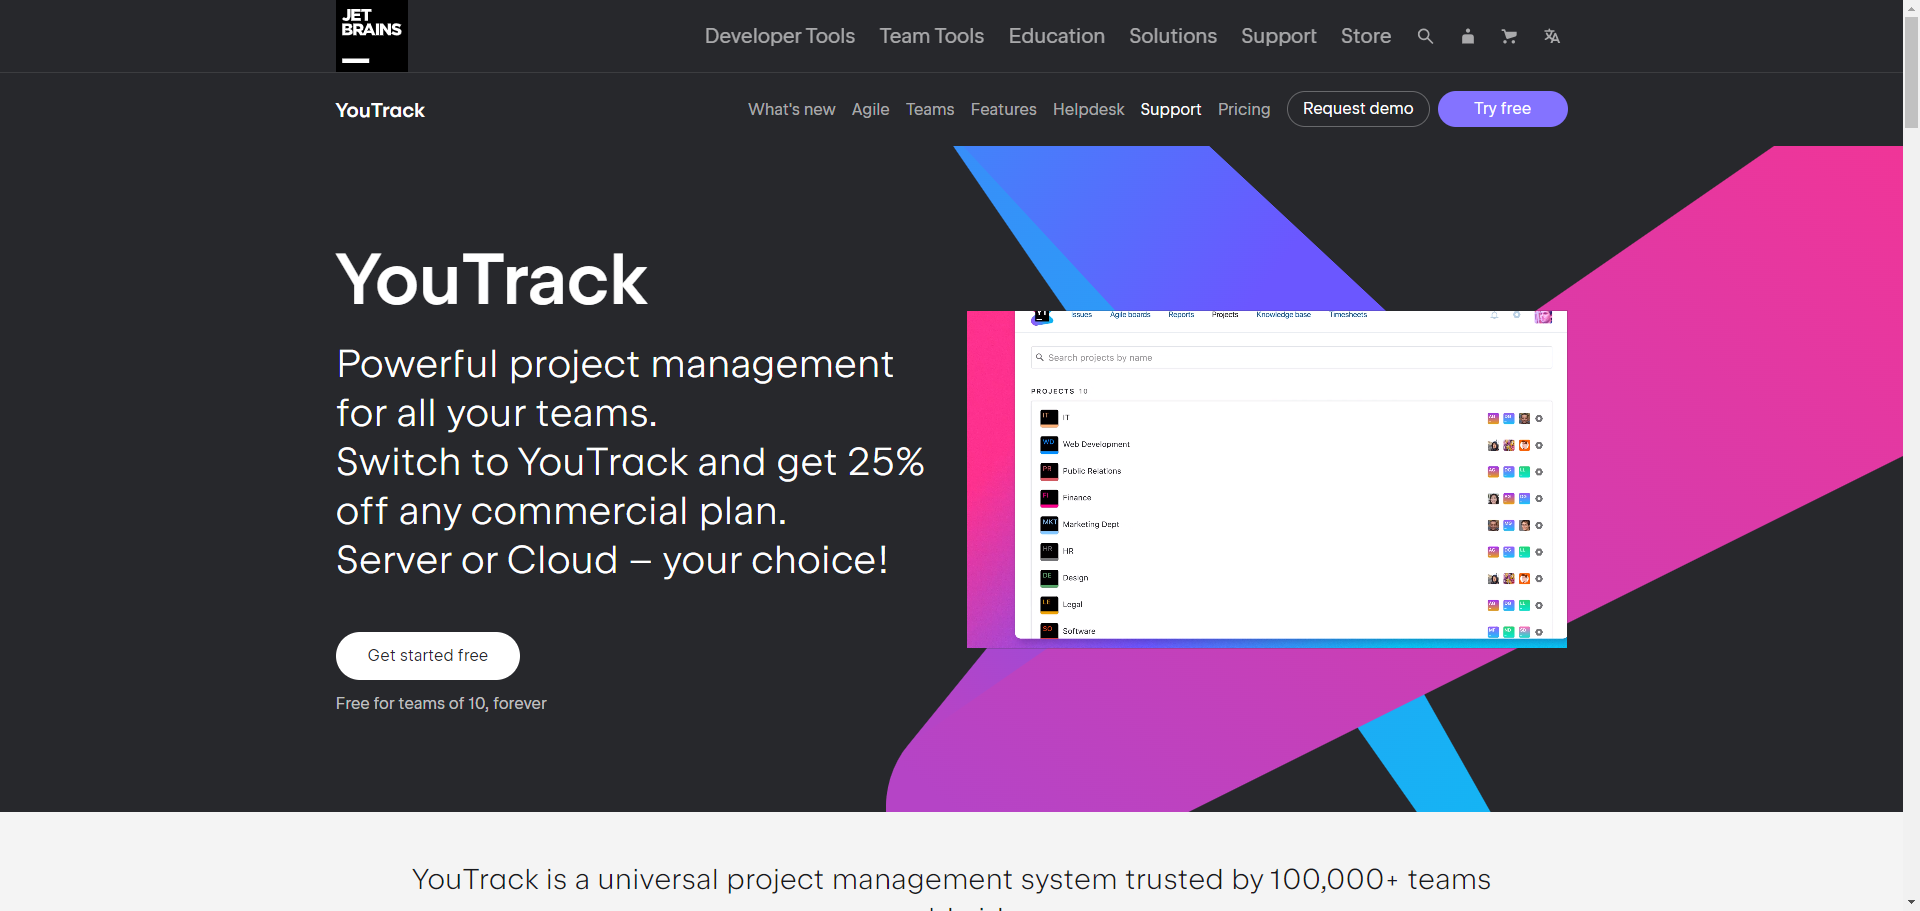 JET
BRAINS
Developer Tools Team Tools Education Solutions Support Store
YouTrack
What's new Agile Teams Features Helpdesk Support Pricing Request demo Try free
YouTrack
Powerful project management
for all your teams.
Switch to YouTrack and get 25%
off any commercial plan.
Server or Cloud – your choice!
Get started free
Free for teams of 10, forever
Issues Agile boards Reports Projects Knowledge base Timesheets
Search projects by name
PROJECTS 10
IT IT
WD Web Development
PR Public Relations
FI Finance
MKT Marketing Dept
HR HR
DE Design
LE Legal
SO Software
YouTrack is a universal project management system trusted by 100,000+ teams